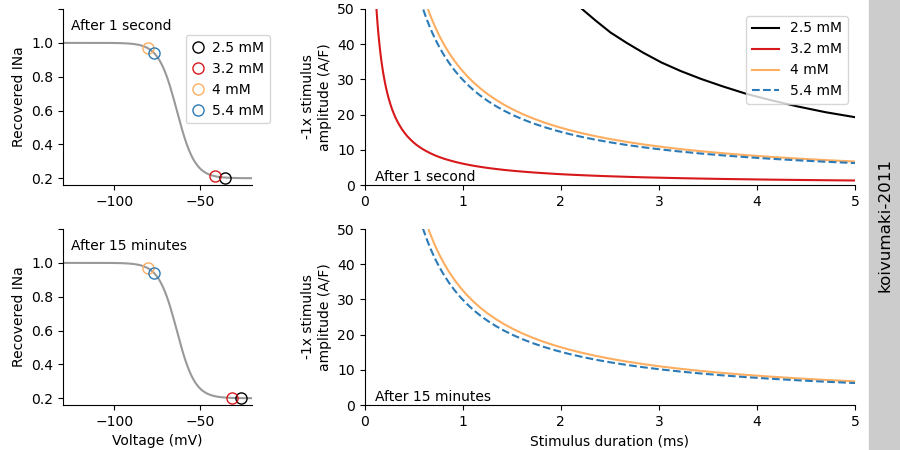 After 1 second
Recovered INa
1.0
0.8
0.6
0.4
0.2
−100
−50
2.5 mM
3.2 mM
4 mM
5.4 mM
-1x stimulus
amplitude (A/F)
50
40
30
20
10
0
0 1 2 3 4 5
After 1 second
2.5 mM
3.2 mM
4 mM
5.4 mM
After 15 minutes
Recovered INa
1.0
0.8
0.6
0.4
0.2
−100
−50
Voltage (mV)
-1x stimulus
amplitude (A/F)
50
40
30
20
10
0
After 15 minutes
0 1 2 3 4 5
Stimulus duration (ms)
koivumaki-2011